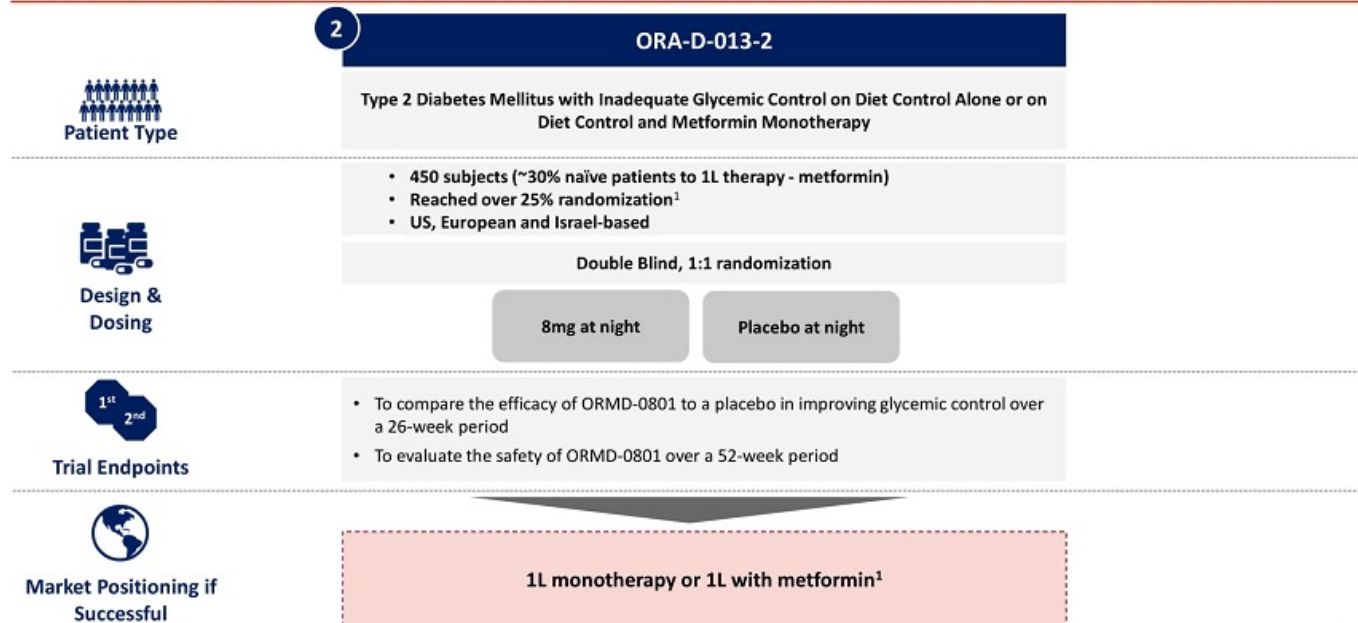 2
ORA-D-013-2
Patient Type
Type 2 Diabetes Mellitus with Inadequate Glycemic Control on Diet Control Alone or on
Diet Control and Metformin Monotherapy
Design &
Dosing
• 450 subjects (~30% naïve patients to 1L therapy - metformin)
• Reached over 25% randomization¹
• US, European and Israel-based
Double Blind, 1:1 randomization
8mg at night
Placebo at night
1st
2nd
Trial Endpoints
• To compare the efficacy of ORMD-0801 to a placebo in improving glycemic control over
a 26-week period
• To evaluate the safety of ORMD-0801 over a 52-week period
Market Positioning if
Successful
1L monotherapy or 1L with metformin¹